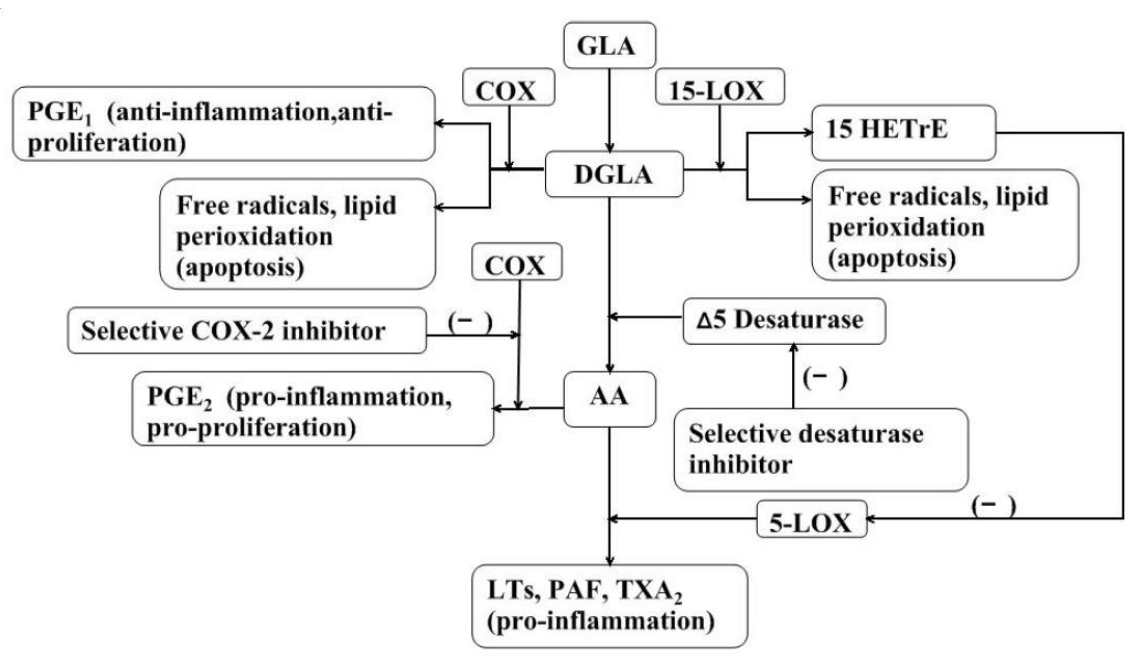 GLA
COX
15-LOX
PGE₁ (anti-inflammation,anti-
proliferation)
15 HETrE
DGLA
Free radicals, lipid
perioxidation
(apoptosis)
Free radicals, lipid
perioxidation
(apoptosis)
COX
Selective COX-2 inhibitor
(− )
Δ5 Desaturase
(− )
PGE₂ (pro-inflammation,
pro-proliferation)
AA
Selective desaturase
inhibitor
5-LOX
(− )
LTs, PAF, TXA₂
(pro-inflammation)